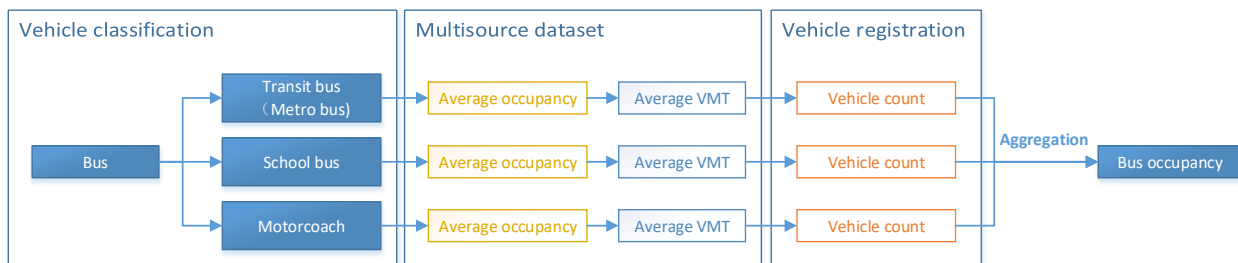 Vehicle classification
Multisource dataset
Vehicle registration
Transit bus
（Metro bus)
Average occupancy
Average VMT
Vehicle count
Aggregation
Bus
School bus
Average occupancy
Average VMT
Vehicle count
Bus occupancy
Motorcoach
Average occupancy
Average VMT
Vehicle count